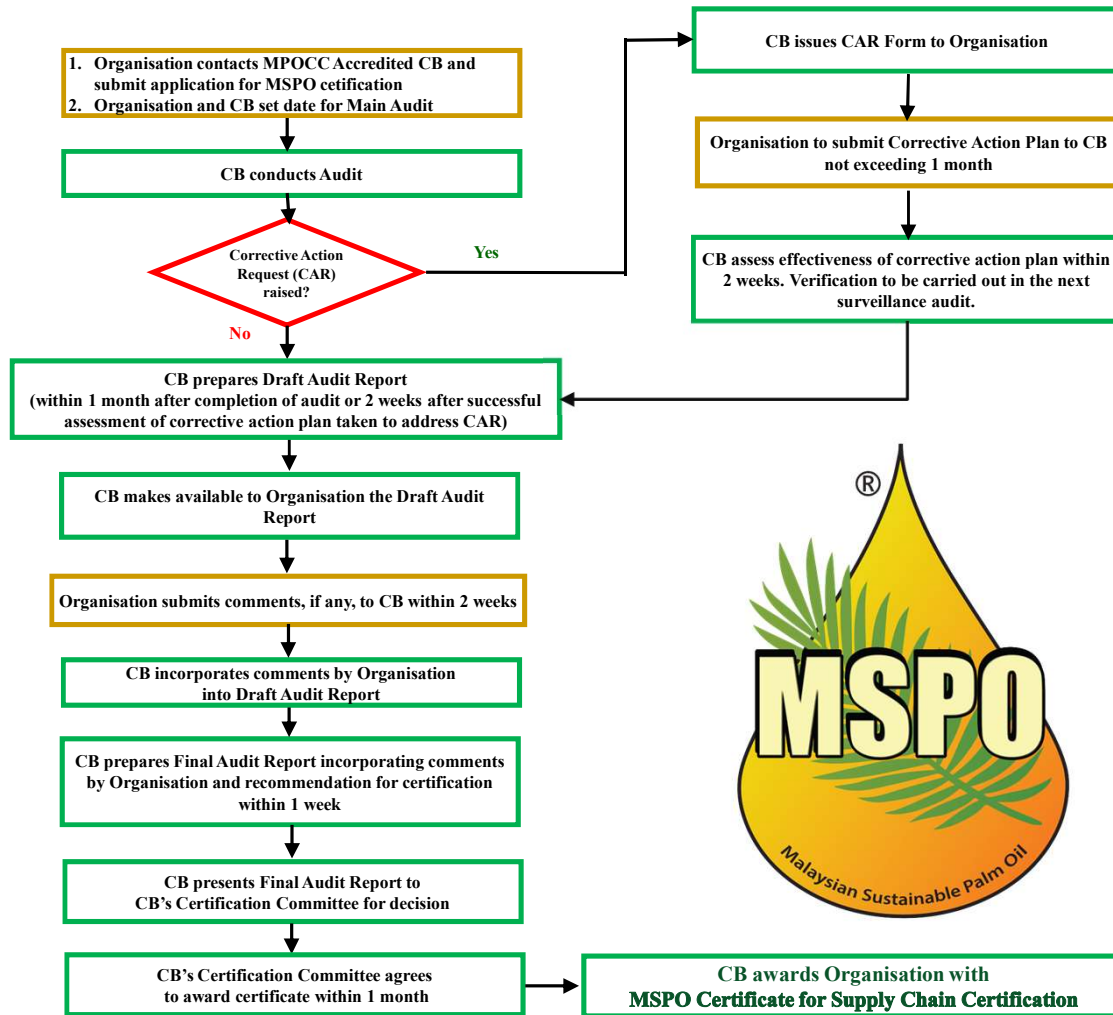 1. Organisation contacts MPOCC Accredited CB and
submit application for MSPO cetification
2. Organisation and CB set date for Main Audit
CB conducts Audit
Corrective Action
Request (CAR)
raised?
Yes
No
CB issues CAR Form to Organisation
Organisation to submit Corrective Action Plan to CB
not exceeding 1 month
CB assess effectiveness of corrective action plan within
2 weeks. Verification to be carried out in the next
surveillance audit.
CB prepares Draft Audit Report
(within 1 month after completion of audit or 2 weeks after successful
assessment of corrective action plan taken to address CAR)
CB makes available to Organisation the Draft Audit
Report
Organisation submits comments, if any, to CB within 2 weeks
CB incorporates comments by Organisation
into Draft Audit Report
CB prepares Final Audit Report incorporating comments
by Organisation and recommendation for certification
within 1 week
CB presents Final Audit Report to
CB's Certification Committee for decision
CB's Certification Committee agrees
to award certificate within 1 month
CB awards Organisation with
MSPO Certificate for Supply Chain Certification
®
MSPO
Malaysian Sustainable Palm Oil